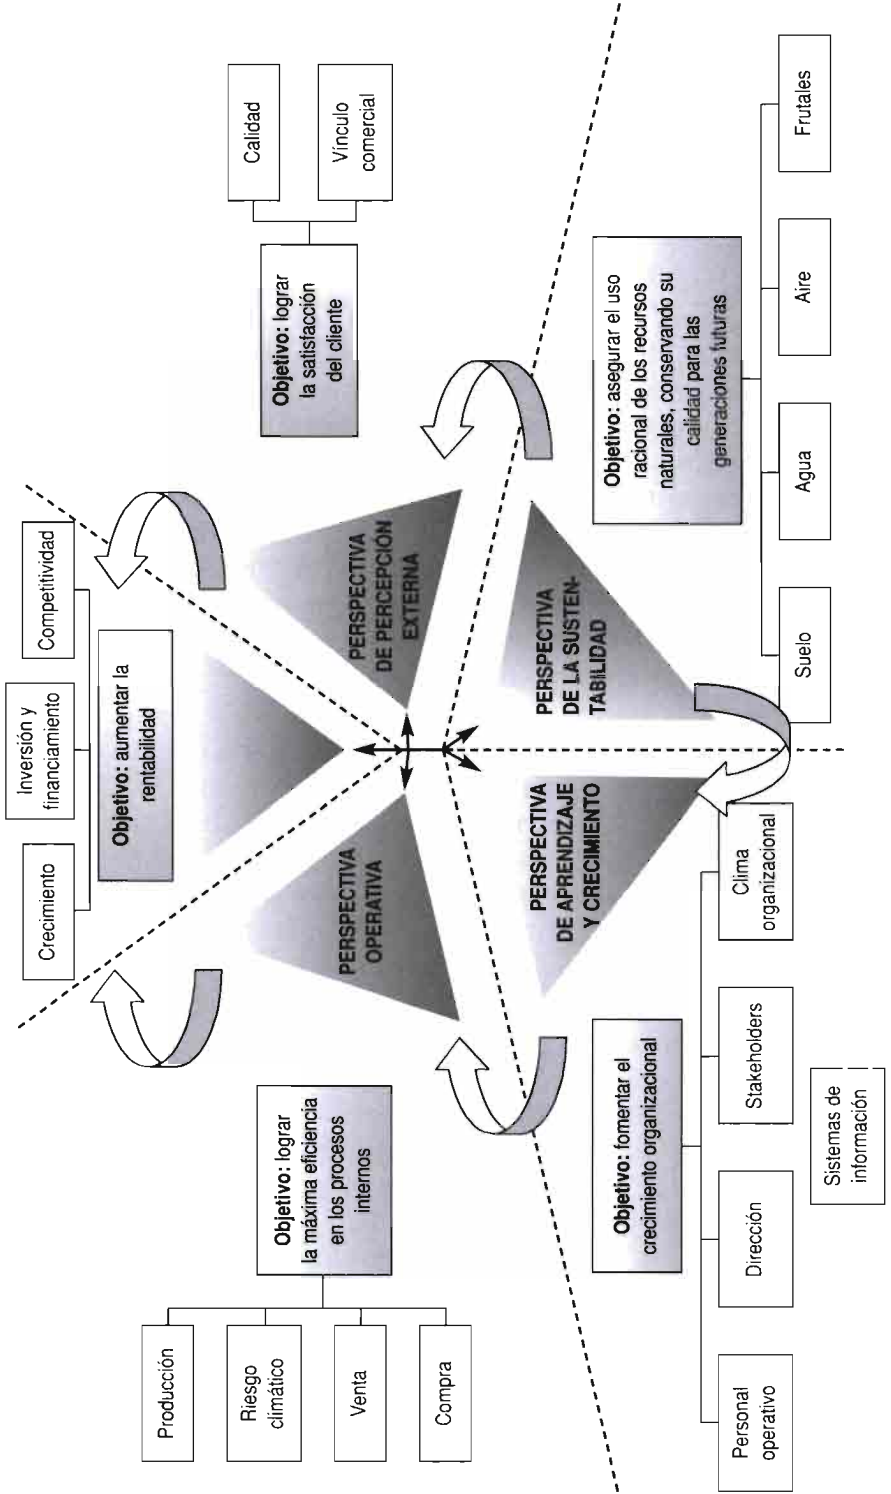 Crecimiento
Inversión y
financiamiento
Competitividad
Objetivo: aumentar la
rentabilidad
Producción
Riesgo
climático
Venta
Compra
Objetivo: lograr
la máxima eficiencia
en los procesos
internos
PERSPECTIVA
OPERATIVA
PERSPECTIVA
DE PERCEPCIÓN
EXTERNA
Objetivo: lograr
la satisfacción
del cliente
Calidad
Vínculo
comercial
PERSPECTIVA
DE APRENDIZAJE
Y CRECIMIENTO
PERSPECTIVA
DE LA SUSTEN-
TABILIDAD
Objetivo: fomentar el
crecimiento organizacional
Personal
operativo
Dirección
Stakeholders
Clima
organizacional
Sistemas de
información
Objetivo: asegurar el uso
racional de los recursos
naturales, conservando su
calidad para las
generaciones futuras
Suelo
Agua
Aire
Frutales